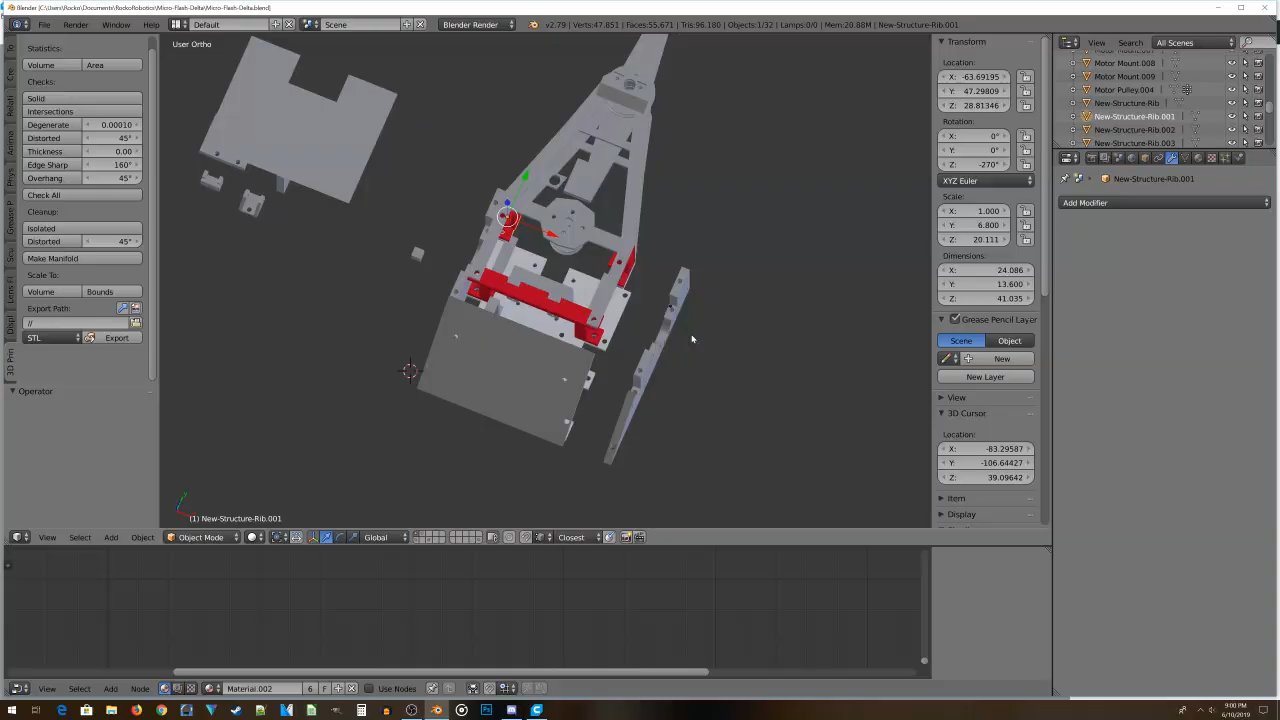 Blender [C:\Users\Rocko\Documents\RockoRobotics\Micro-Flash-Delta\Micro-Flash-Delta.blend]
File Render Window Help Default Scene Blender Render v2.79 | Verts:47,851 | Faces:55,671 | Tris:96,180 | Objects:1/32 | Lamps:0/0 | Mem:20.88M | New-Structure-Rib.001
View Search All Scenes
User Ortho
Statistics:
Volume Area
Checks:
Solid
Intersections
Degenerate 0.00010
Distorted 45°
Thickness 0.00
Edge Sharp 160°
Overhang 45°
Check All
Cleanup:
Isolated
Distorted 45°
Make Manifold
Scale To:
Volume Bounds
Export Path:
//
STL Export
Operator
(1) New-Structure-Rib.001
Transform
Location:
X: -63.69195
Y: 47.29809
Z: 28.81346
Rotation:
X: 0°
Y: 0°
Z: -270°
XYZ Euler
Scale:
X: 1.000
Y: 6.800
Z: 20.111
Dimensions:
X: 24.086
Y: 13.600
Z: 41.035
Grease Pencil Layer
Scene Object
New
New Layer
View
3D Cursor
Location:
X: -83.29587
Y: -106.64427
Z: 39.09642
Item
Display
Motor Mount.008
Motor Mount.009
Motor Pulley.004
New-Structure-Rib
New-Structure-Rib.001
New-Structure-Rib.002
New-Structure-Rib.003
New-Structure-Rib.001
Add Modifier
View Select Add Object Object Mode Global Closest
View Select Add Node Material.002 6 F Use Nodes
9:00 PM
6/10/2019